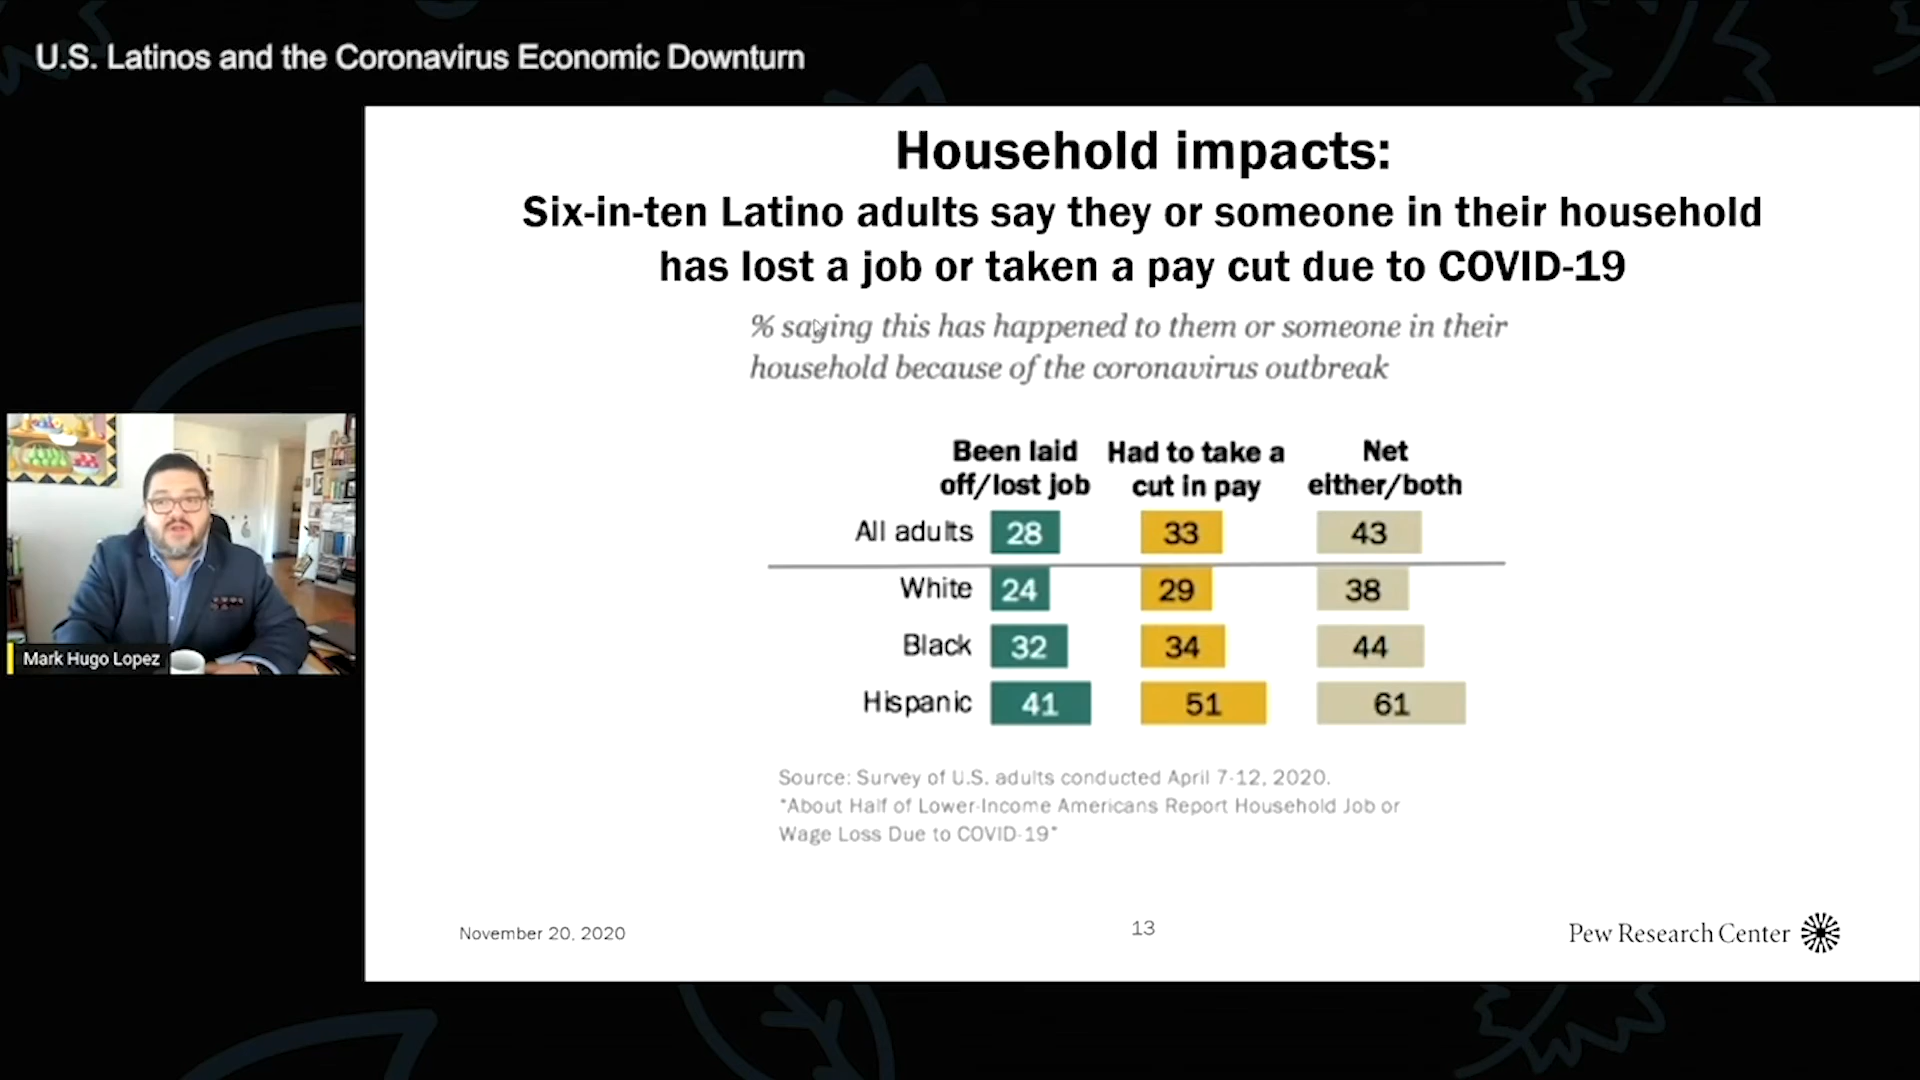 U.S. Latinos and the Coronavirus Economic Downturn
Household impacts:
Six-in-ten Latino adults say they or someone in their household
has lost a job or taken a pay cut due to COVID-19
% saying this has happened to them or someone in their
household because of the coronavirus outbreak
Been laid off/lost job
Had to take a cut in pay
Net either/both
All adults 28 33 43
White 24 29 38
Black 32 34 44
Hispanic 41 51 61
Source: Survey of U.S. adults conducted April 7-12, 2020.
"About Half of Lower-Income Americans Report Household Job or
Wage Loss Due to COVID-19"
November 20, 2020
13
Pew Research Center
Mark Hugo Lopez